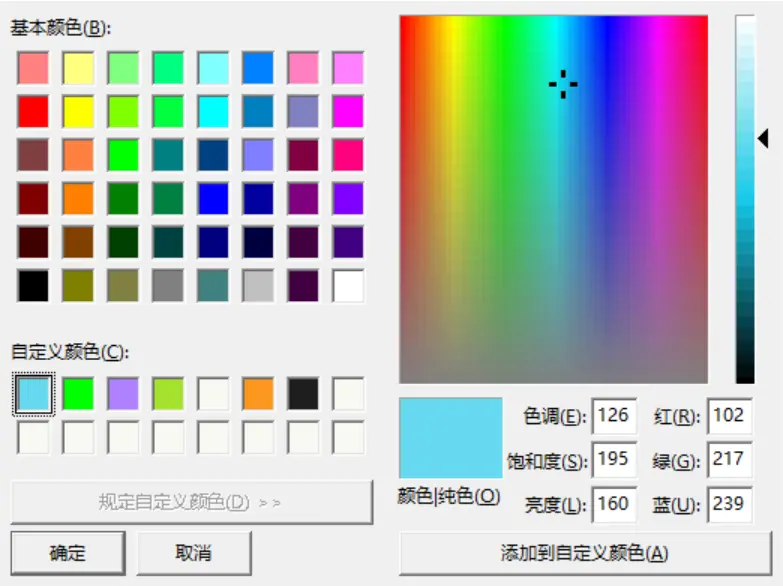 基本颜色(B):
自定义颜色(C):
规定自定义颜色(D) >>
确定
取消
色调(E): 126
红(R): 102
饱和度(S): 195
绿(G): 217
颜色|纯色(O)
亮度(L): 160
蓝(U): 239
添加到自定义颜色(A)